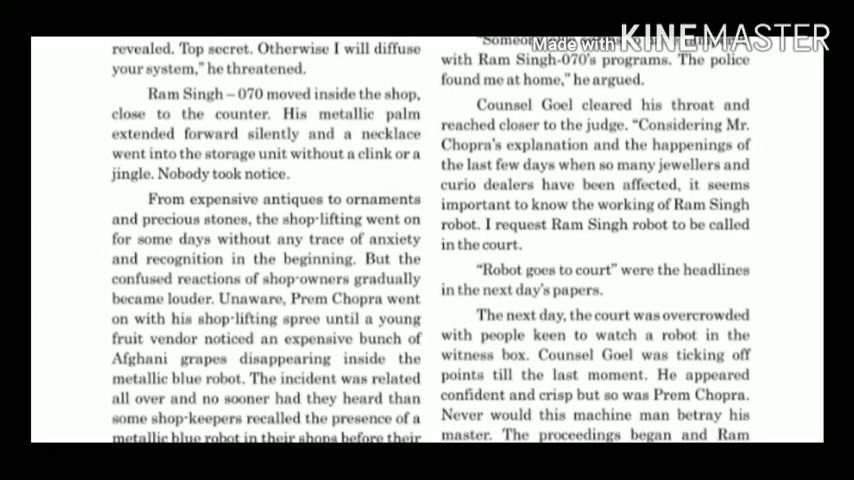 Made with KINEMASTER
revealed. Top secret. Otherwise I will diffuse
your system," he threatened.
Ram Singh – 070 moved inside the shop,
close to the counter. His metallic palm
extended forward silently and a necklace
went into the storage unit without a clink or a
jingle. Nobody took notice.
From expensive antiques to ornaments
and precious stones, the shop-lifting went on
for some days without any trace of anxiety
and recognition in the beginning. But the
confused reactions of shop-owners gradually
became louder. Unaware, Prem Chopra went
on with his shop-lifting spree until a young
fruit vendor noticed an expensive bunch of
Afghani grapes disappearing inside the
metallic blue robot. The incident was related
all over and no sooner had they heard than
some shop-keepers recalled the presence of a
metallic blue robot in their shops before their
with Ram Singh-070's programs. The police
found me at home," he argued.
Counsel Goel cleared his throat and
reached closer to the judge. "Considering Mr.
Chopra's explanation and the happenings of
the last few days when so many jewellers and
curio dealers have been affected, it seems
important to know the working of Ram Singh
robot. I request Ram Singh robot to be called
in the court.
"Robot goes to court" were the headlines
in the next day's papers.
The next day, the court was overcrowded
with people keen to watch a robot in the
witness box. Counsel Goel was ticking off
points till the last moment. He appeared
confident and crisp but so was Prem Chopra.
Never would this machine man betray his
master. The proceedings began and Ram